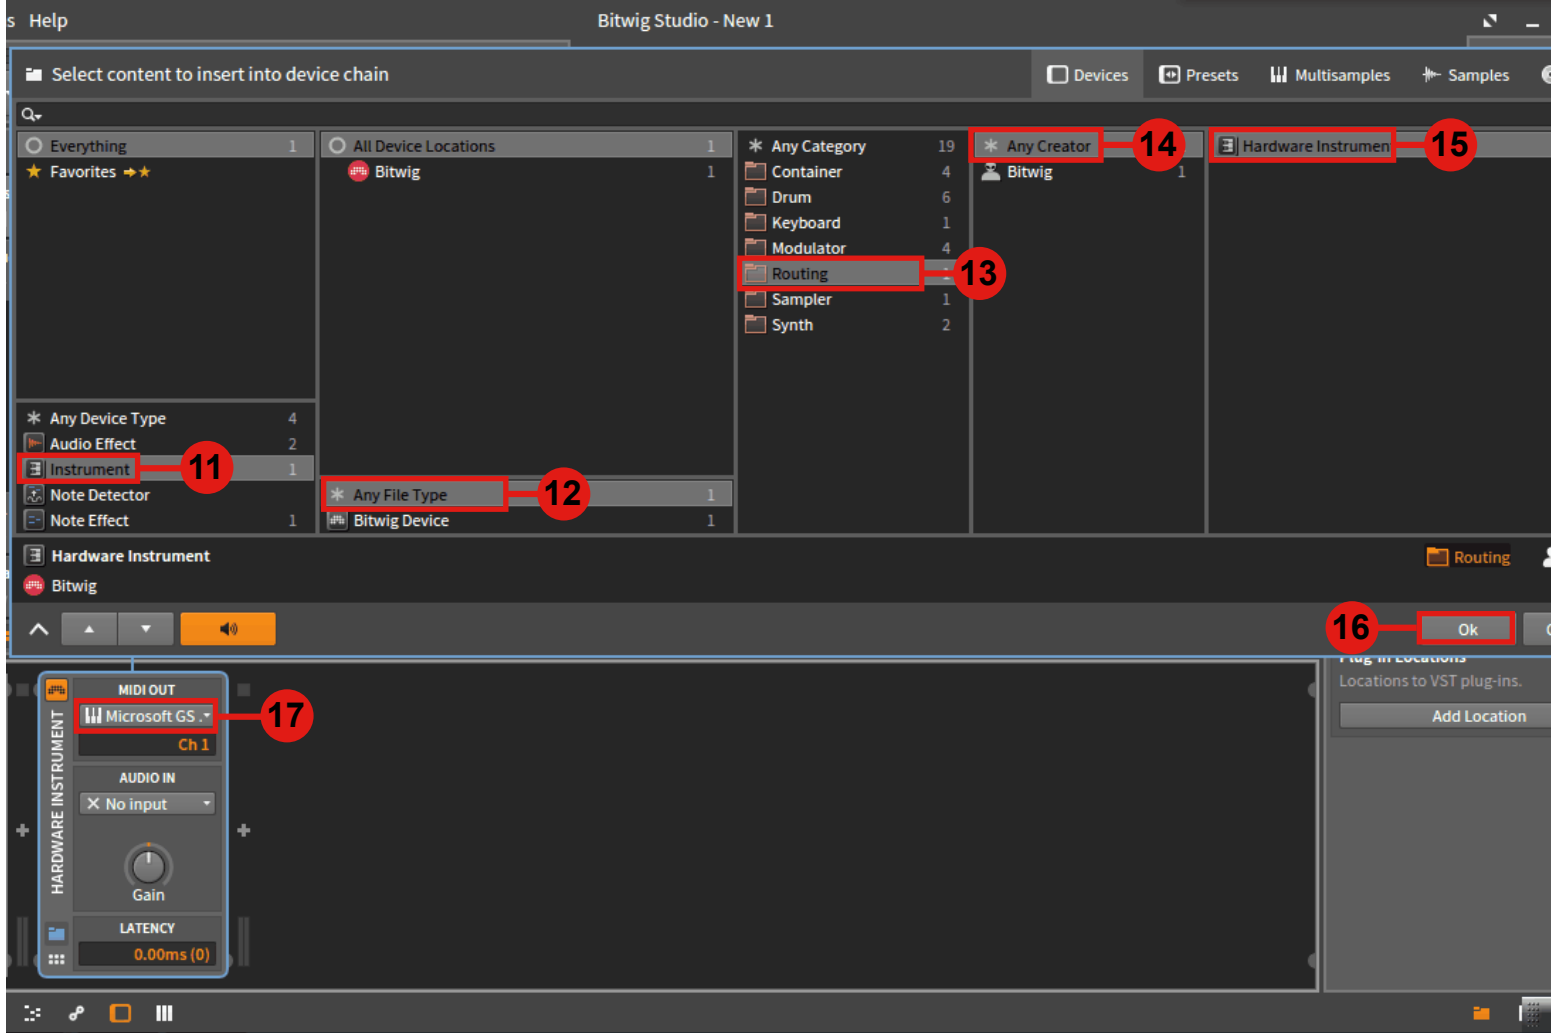 s Help
Bitwig Studio - New 1
Select content to insert into device chain
Devices
Presets
Multisamples
Samples
Everything 1
Favorites
All Device Locations 1
Bitwig 1
Any Category 19
Container 4
Drum 6
Keyboard 1
Modulator 4
Routing
13
Sampler 1
Synth 2
Any Creator
14
Bitwig 1
Hardware Instrumen
15
Any Device Type 4
Audio Effect 2
Instrument 11 1
Note Detector
Note Effect 1
Any File Type 12 1
Bitwig Device 1
Hardware Instrument
Bitwig
Routing
16
Ok
MIDI OUT
Microsoft GS .
17
Ch 1
AUDIO IN
No input
Gain
LATENCY
0.00ms (0)
HARDWARE INSTRUMENT
Plug-in Locations
Locations to VST plug-ins.
Add Location